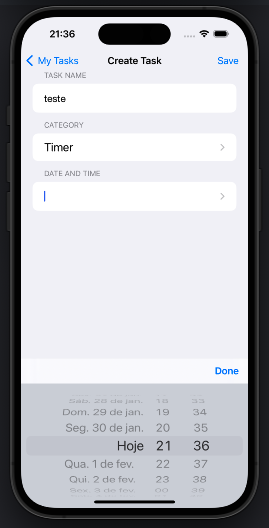 21:36
My Tasks Create Task Save
TASK NAME
teste
CATEGORY
Timer
DATE AND TIME
Done
Sáb. 28 de jan. 18 33
Dom. 29 de jan. 19 34
Seg. 30 de jan. 20 35
Hoje 21 36
Qua. 1 de fev. 22 37
Qui. 2 de fev. 23 38
Sex. 3 de fev. 00 39